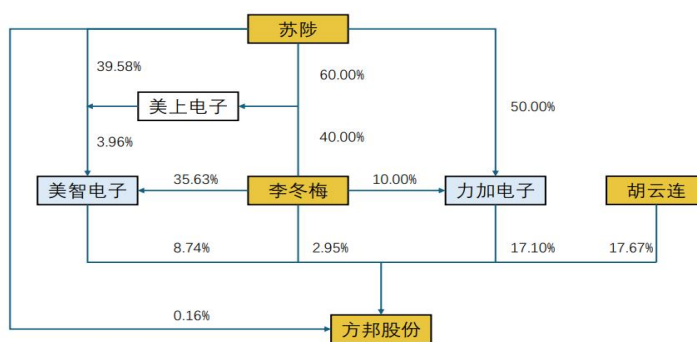 苏陟
39.58%
60.00%
美上电子
50.00%
3.96%
40.00%
美智电子
35.63%
李冬梅
10.00%
力加电子
胡云连
8.74%
2.95%
17.10%
17.67%
0.16%
方邦股份